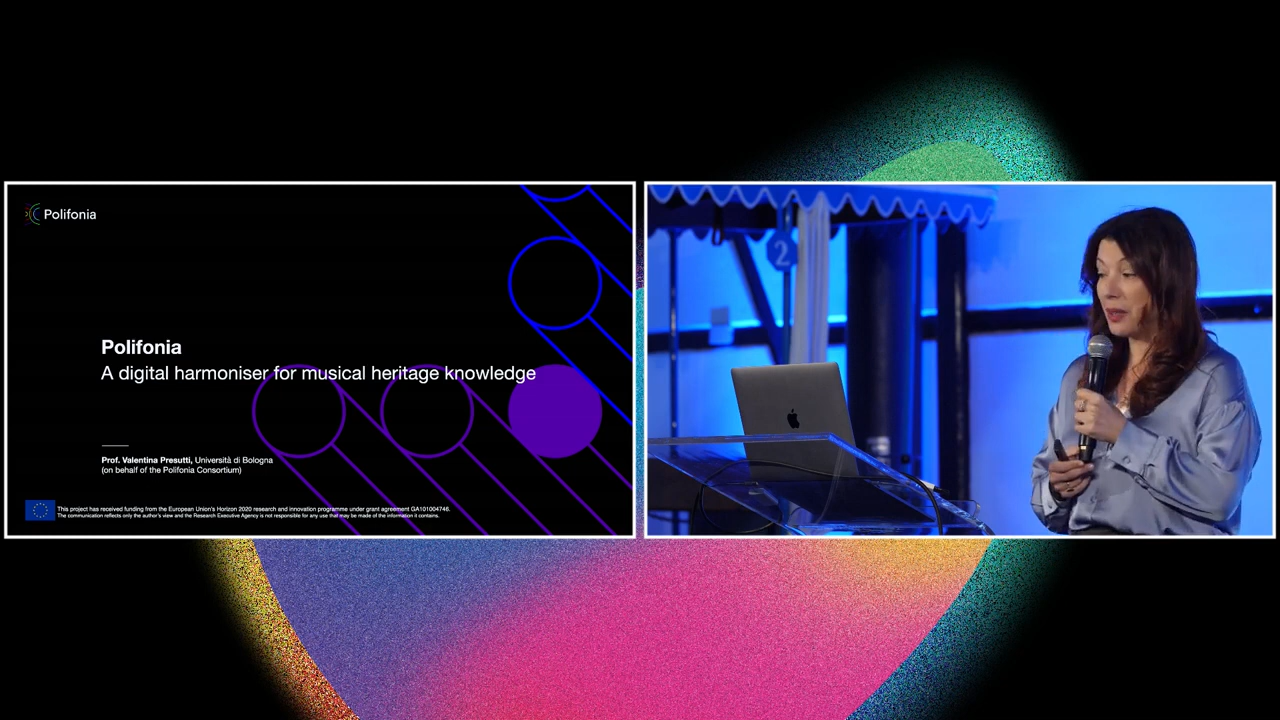 Polifonia
Polifonia
A digital harmoniser for musical heritage knowledge
Prof. Valentina Presutti, Università di Bologna
(on behalf of the Polifonia Consortium)
This project has received funding from the European Union's Horizon 2020 research and innovation programme under grant agreement GA101004746.
The communication reflects only the author's view and the Research Executive Agency is not responsible for any use that may be made of the information it contains.
2